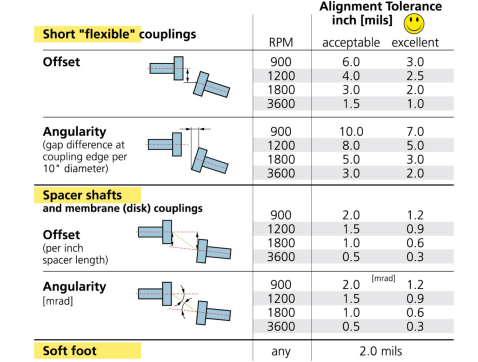 Alignment Tolerance
inch [mils]
Short "flexible" couplings
RPM acceptable excellent
Offset 900 6.0 3.0
1200 4.0 2.5
1800 3.0 2.0
3600 1.5 1.0
Angularity 900 10.0 7.0
(gap difference at 1200 8.0 5.0
coupling edge per 1800 5.0 3.0
10" diameter) 3600 3.0 2.0
Spacer shafts
and membrane (disk) couplings
900 2.0 1.2
Offset 1200 1.5 0.9
(per inch 1800 1.0 0.6
spacer length) 3600 0.5 0.3
Angularity 900 2.0 [mrad] 1.2
[mrad] 1200 1.5 0.9
1800 1.0 0.6
3600 0.5 0.3
Soft foot any 2.0 mils